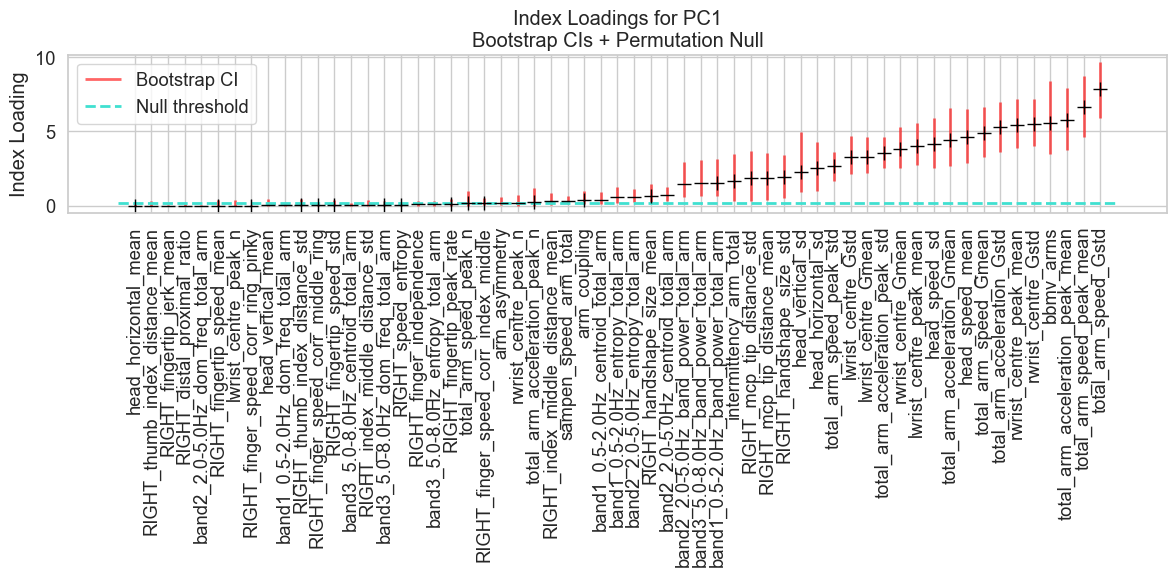 Index Loadings for PC1
Bootstrap CIs + Permutation Null
Index Loading
10
5
0
Bootstrap CI
Null threshold
head_horizontal_mean
RIGHT_thumb_index_distance_mean
RIGHT_fingertip_jerk_mean
RIGHT_distal_proximal_ratio
band2_2.0-5.0Hz_dom_freq_total_arm
RIGHT_fingertip_speed_mean
lwrist_centre_peak_n
RIGHT_finger_speed_corr_ring_pinky
head_vertical_mean
band1_0.5-2.0Hz_dom_freq_total_arm
RIGHT_thumb_index_distance_std
RIGHT_finger_speed_corr_middle_ring
RIGHT_fingertip_speed_std
band3_5.0-8.0Hz_centroid_total_arm
RIGHT_index_middle_distance_std
band3_5.0-8.0Hz_dom_freq_total_arm
RIGHT_speed_entropy
RIGHT_finger_independence
band3_5.0-8.0Hz_entropy_total_arm
RIGHT_fingertip_peak_rate
total_arm_speed_peak_n
RIGHT_finger_speed_corr_index_middle
arm_asymmetry
rwrist_centre_peak_n
total_arm_acceleration_peak_n
RIGHT_index_middle_distance_mean
sampen_speed_arm_total
arm_coupling
band1_0.5-2.0Hz_centroid_total_arm
band1_0.5-2.0Hz_entropy_total_arm
band2_2.0-5.0Hz_entropy_total_arm
RIGHT_handshape_size_mean
band2_2.0-5.0Hz_centroid_total_arm
band2_2.0-5.0Hz_band_power_total_arm
band3_5.0-8.0Hz_band_power_total_arm
band1_0.5-2.0Hz_band_power_total_arm
intermittency_arm_total
RIGHT_mcp_tip_distance_std
RIGHT_mcp_tip_distance_mean
RIGHT_handshape_size_std
head_vertical_sd
head_horizontal_sd
total_arm_speed_peak_std
lwrist_centre_Gstd
lwrist_centre_Gmean
total_arm_acceleration_peak_std
rwrist_centre_Gmean
lwrist_centre_peak_mean
head_speed_sd
total_arm_acceleration_Gmean
head_speed_mean
total_arm_speed_Gmean
total_arm_acceleration_Gstd
rwrist_centre_peak_mean
rwrist_centre_Gstd
bbmv_arms
total_arm_acceleration_peak_mean
total_arm_speed_peak_mean
total_arm_speed_Gstd